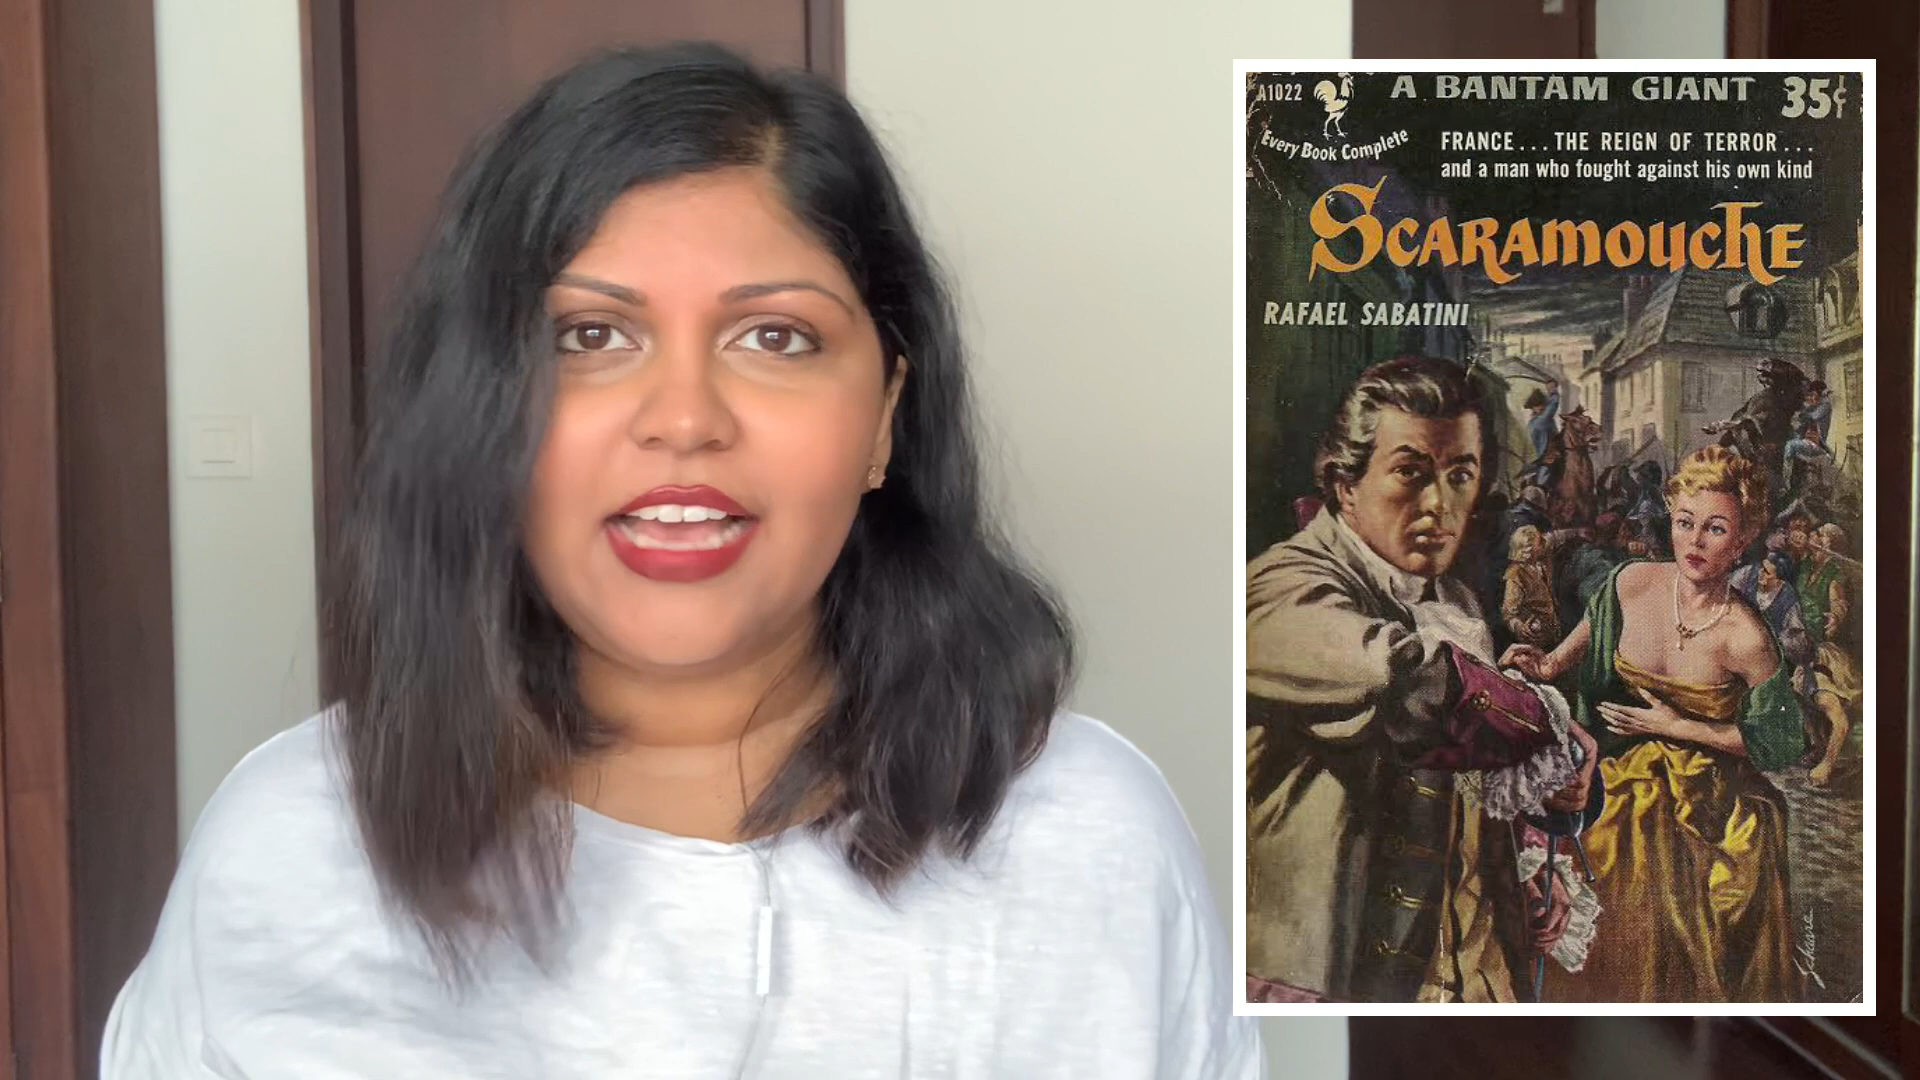 A1022
A BANTAM GIANT
35¢
Every Book Complete
FRANCE...THE REIGN OF TERROR...
and a man who fought against his own kind
SCARAMOUCHE
RAFAEL SABATINI
Schaare